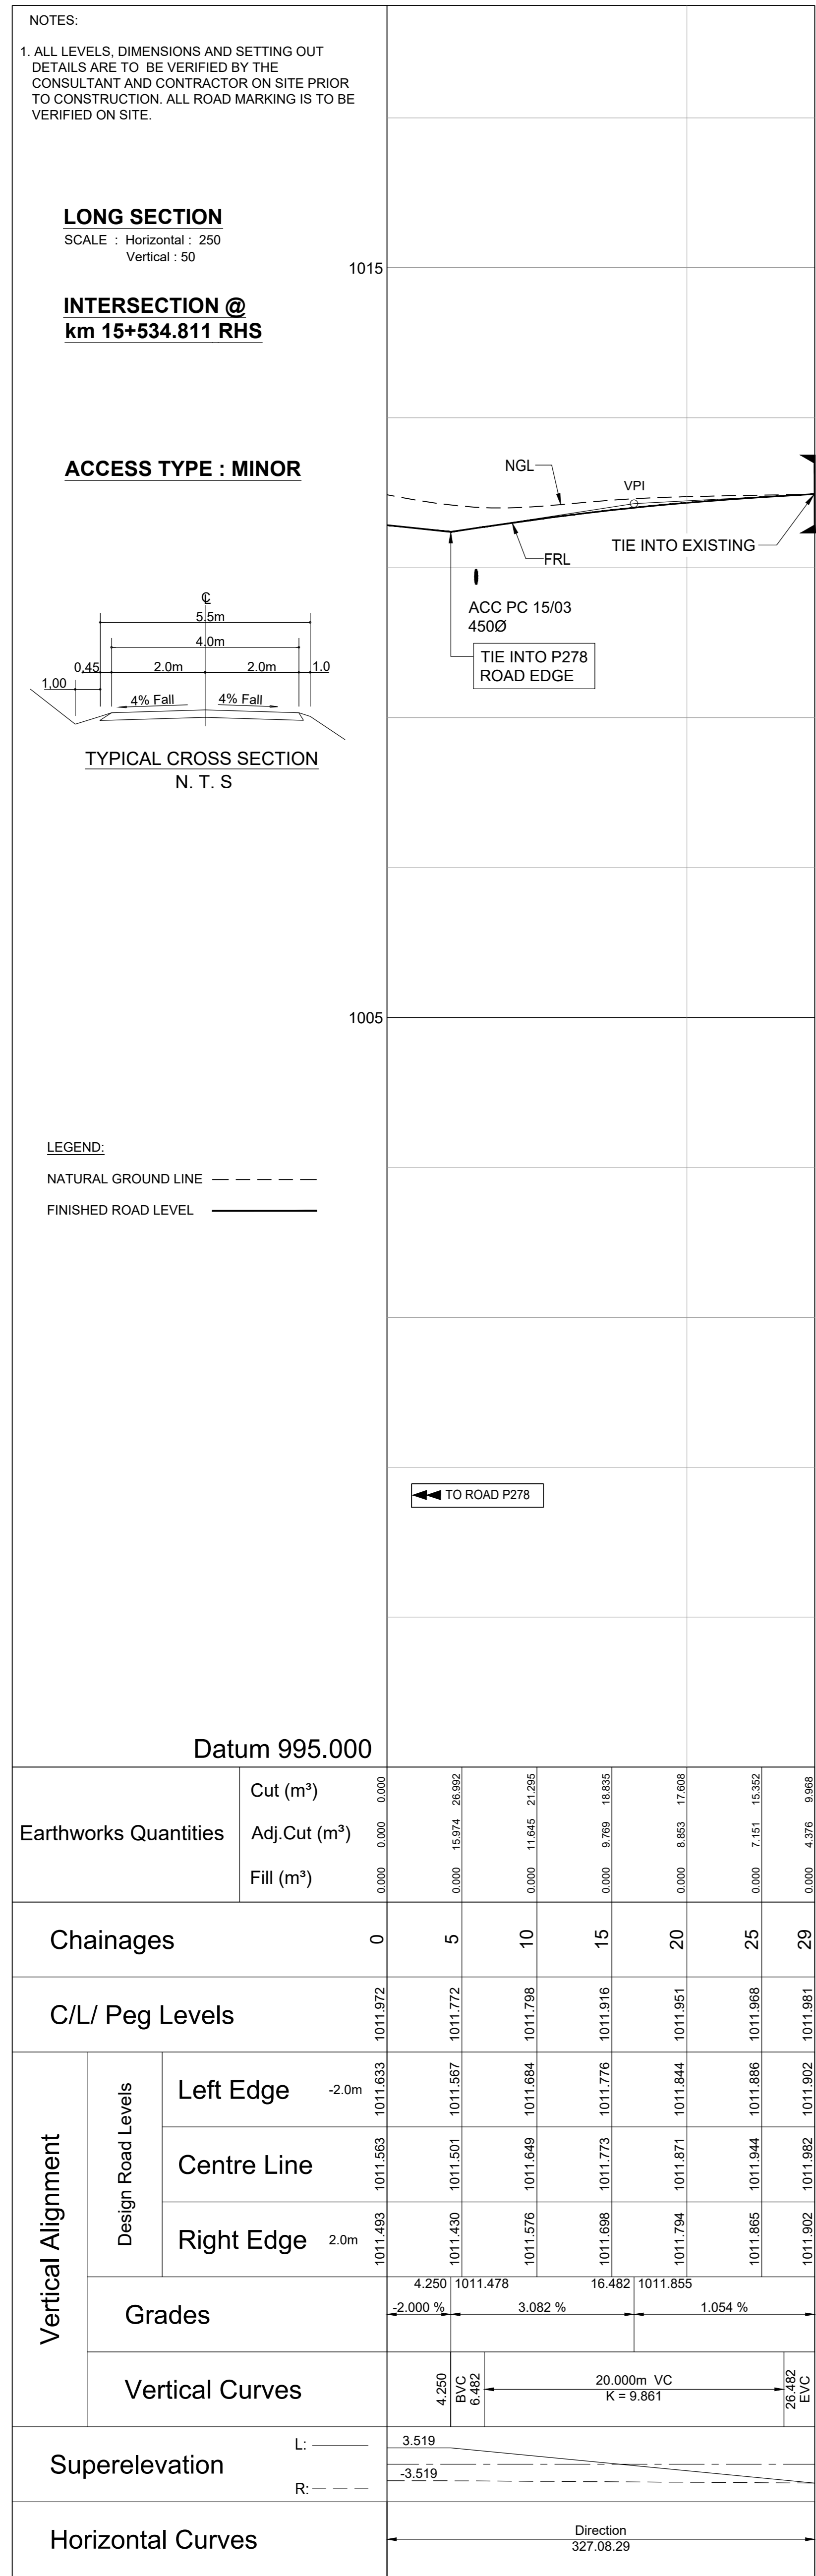 NOTES:
1. ALL LEVELS, DIMENSIONS AND SETTING OUT
DETAILS ARE TO BE VERIFIED BY THE
CONSULTANT AND CONTRACTOR ON SITE PRIOR
TO CONSTRUCTION. ALL ROAD MARKING IS TO BE
VERIFIED ON SITE.
LONG SECTION
SCALE : Horizontal : 250
Vertical : 50
1015
INTERSECTION @
km 15+534.811 RHS
ACCESS TYPE : MINOR
NGL
VPI
TIE INTO EXISTING
FRL
ACC PC 15/03
450Ø
TIE INTO P278
ROAD EDGE
℄
5.5m
4.0m
0,45 2.0m 2.0m 1.0
1,00
4% Fall 4% Fall
TYPICAL CROSS SECTION
N. T. S
1005
LEGEND:
NATURAL GROUND LINE
FINISHED ROAD LEVEL
TO ROAD P278
Datum 995.000
Earthworks Quantities
Cut (m³) 0.000 26.992 21.295 18.835 17.608 15.352 9.968
Adj.Cut (m³) 0.000 15.974 11.645 9.769 8.853 7.151 4.376
Fill (m³) 0.000 0.000 0.000 0.000 0.000 0.000 0.000
Chainages 0 5 10 15 20 25 29
C/L/ Peg Levels 1011.972 1011.772 1011.798 1011.916 1011.951 1011.968 1011.981
Vertical Alignment
Design Road Levels
Left Edge -2.0m 1011.633 1011.567 1011.684 1011.776 1011.844 1011.886 1011.902
Centre Line 1011.563 1011.501 1011.649 1011.773 1011.871 1011.944 1011.982
Right Edge 2.0m 1011.493 1011.430 1011.576 1011.698 1011.794 1011.865 1011.902
4.250 1011.478 16.482 1011.855
Grades -2.000 % 3.082 % 1.054 %
Vertical Curves 4.250 BVC 6.482 20.000m VC 26.482 EVC
K = 9.861
Superelevation
L: 3.519
R: -3.519
Horizontal Curves
Direction
327.08.29